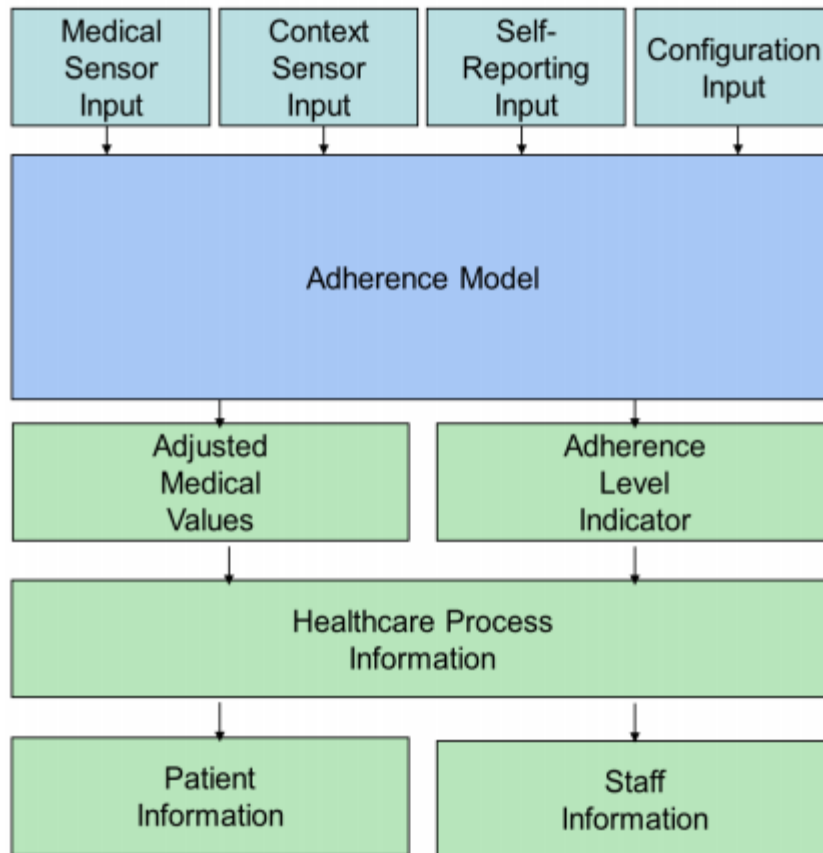 Medical
Sensor
Input
Context
Sensor
Input
Self-
Reporting
Input
Configuration
Input
Adherence Model
Adjusted
Medical
Values
Adherence
Level
Indicator
Healthcare Process
Information
Patient
Information
Staff
Information